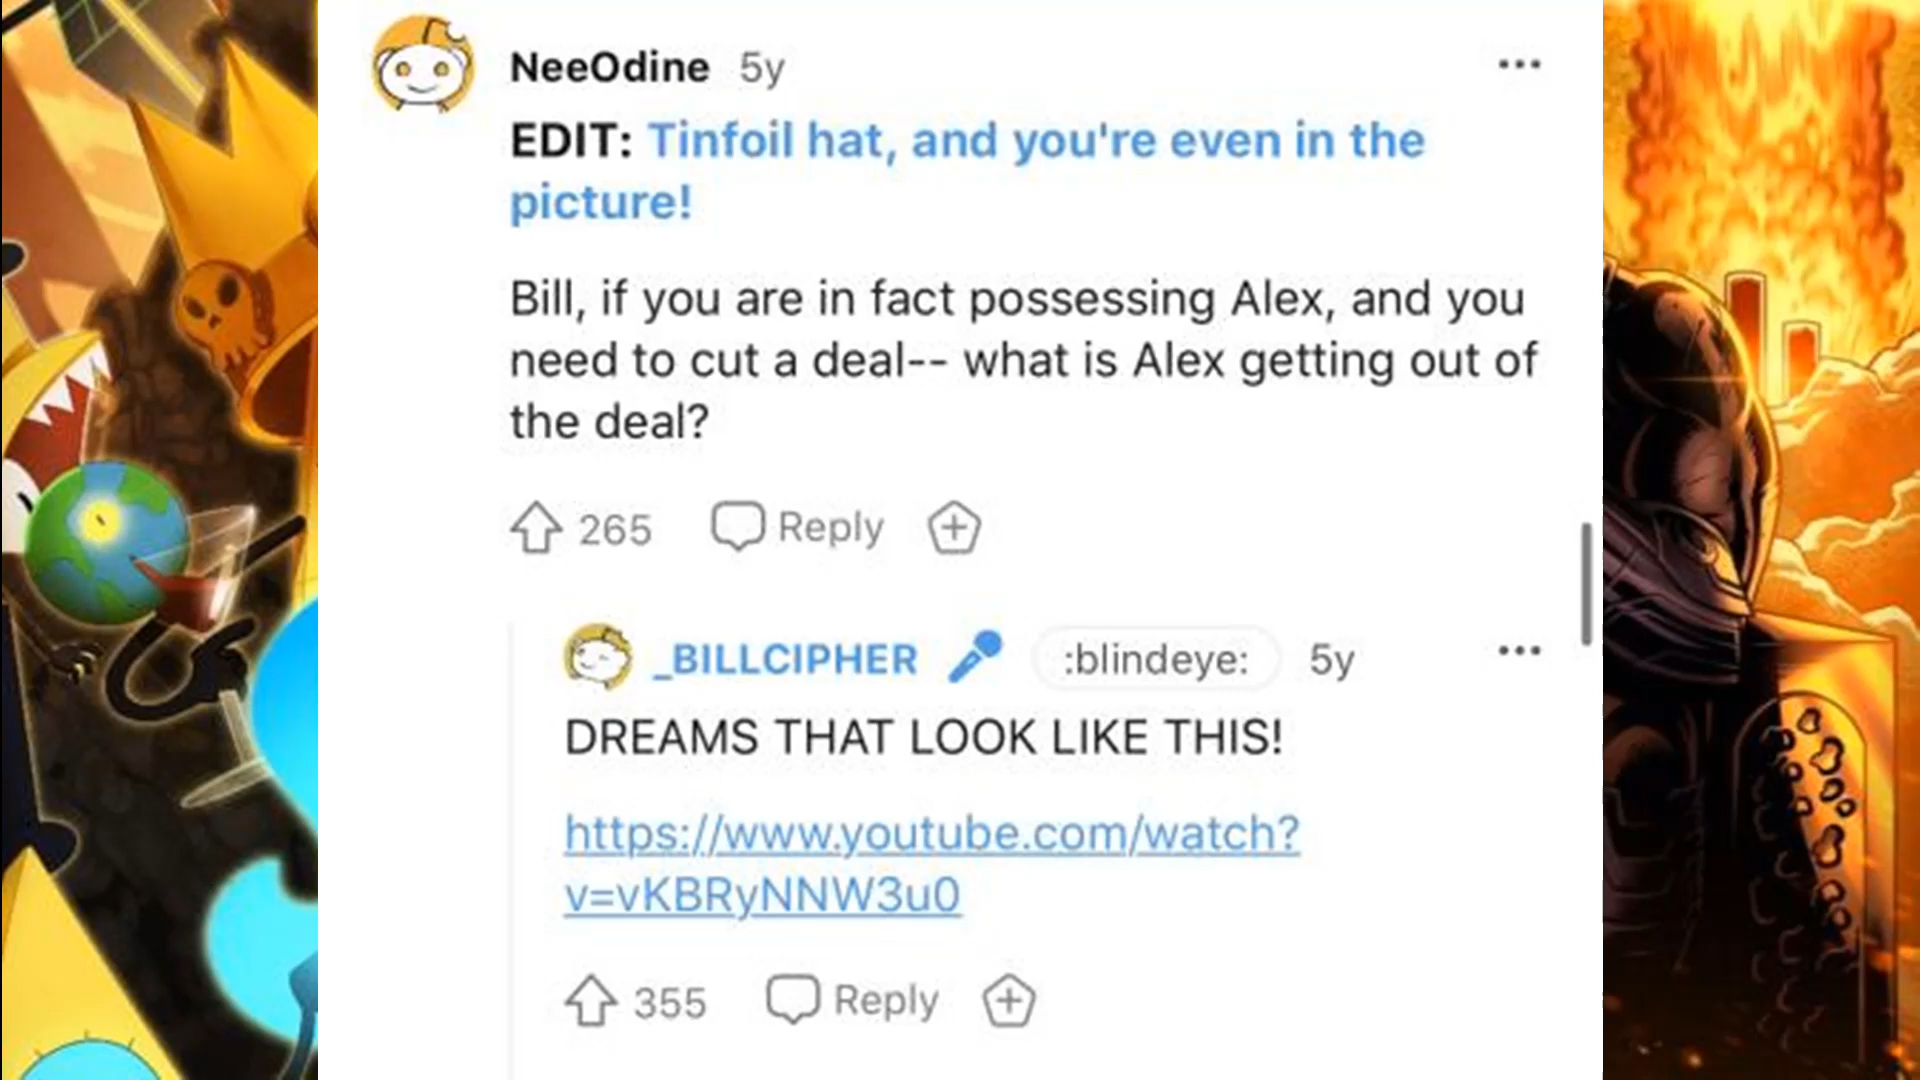 NeeOdine 5y
EDIT: Tinfoil hat, and you're even in the
picture!
Bill, if you are in fact possessing Alex, and you
need to cut a deal-- what is Alex getting out of
the deal?
265 Reply
_BILLCIPHER :blindeye: 5y
DREAMS THAT LOOK LIKE THIS!
https://www.youtube.com/watch?
v=vKBRyNNW3u0
355 Reply